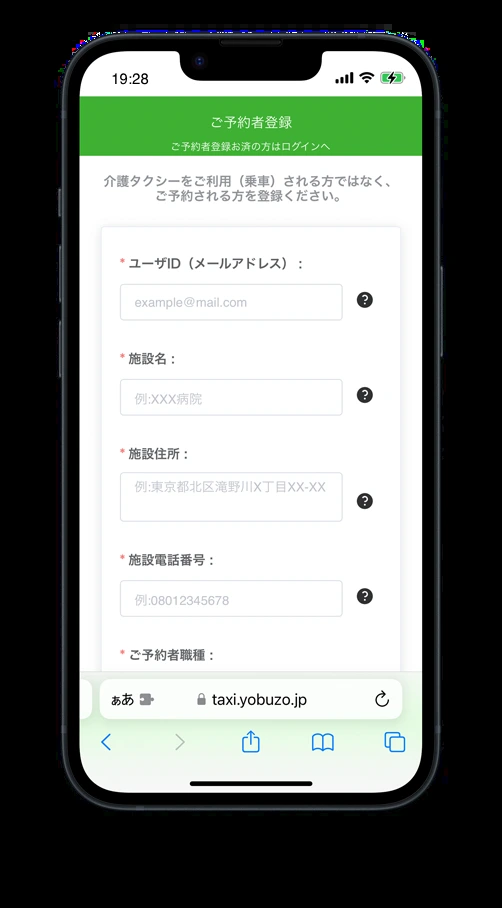 19:28
ご予約者登録
ご予約者登録お済の方はログインへ
介護タクシーをご利用（乗車）される方ではなく、
ご予約される方を登録ください。
* ユーザID（メールアドレス）：
example@mail.com
?
* 施設名：
例:XXX病院
?
* 施設住所：
例:東京都北区滝野川X丁目XX-XX
?
* 施設電話番号：
例:08012345678
?
* ご予約者職種：
ぁあ
taxi.yobuzo.jp